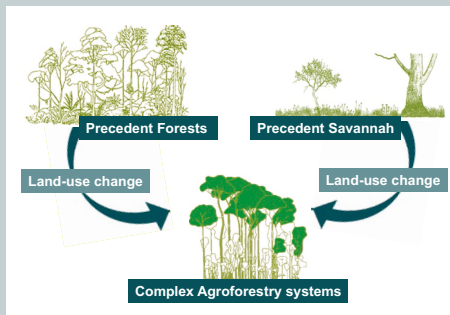 Precedent Forests
Precedent Savannah
Land-use change
Land-use change
Complex Agroforestry systems